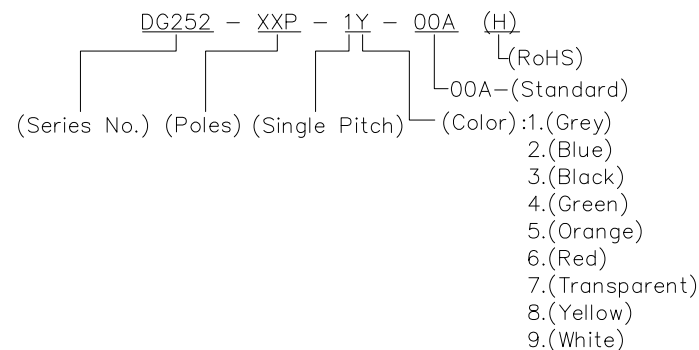 DG252 - XXP - 1Y - 00A (H)
(RoHS)
00A-(Standard)
(Series No.) (Poles) (Single Pitch) (Color):1.(Grey)
2.(Blue)
3.(Black)
4.(Green)
5.(Orange)
6.(Red)
7.(Transparent)
8.(Yellow)
9.(White)